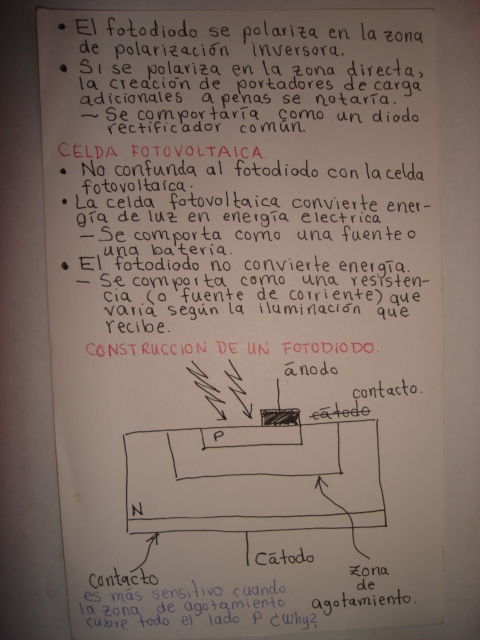 • El fotodiodo se polariza en la zona
de polarización inversora.
• Si se polariza en la zona directa,
la creación de portadores de carga
adicionales apenas se notaría.
– Se comportaría como un diodo
rectificador común.
CELDA FOTOVOLTAICA.
• No confunda al fotodiodo con la celda
fotovoltaica.
• La celda fotovoltaica convierte ener-
gía de luz en energía electrica
– Se comporta como una fuente o
una batería.
• El fotodiodo no convierte energía.
– Se comporta como una resisten-
cia (o fuente de corriente) que
varía según la iluminación que
recibe.
CONSTRUCCION DE UN FOTODIODO.
ánodo
contacto.
cátodo
P
N
Contacto
Cátodo
Zona
de
agotamiento.
es más sensitivo cuando
la zona de agotamiento
cubre todo el lado P ¿Why?